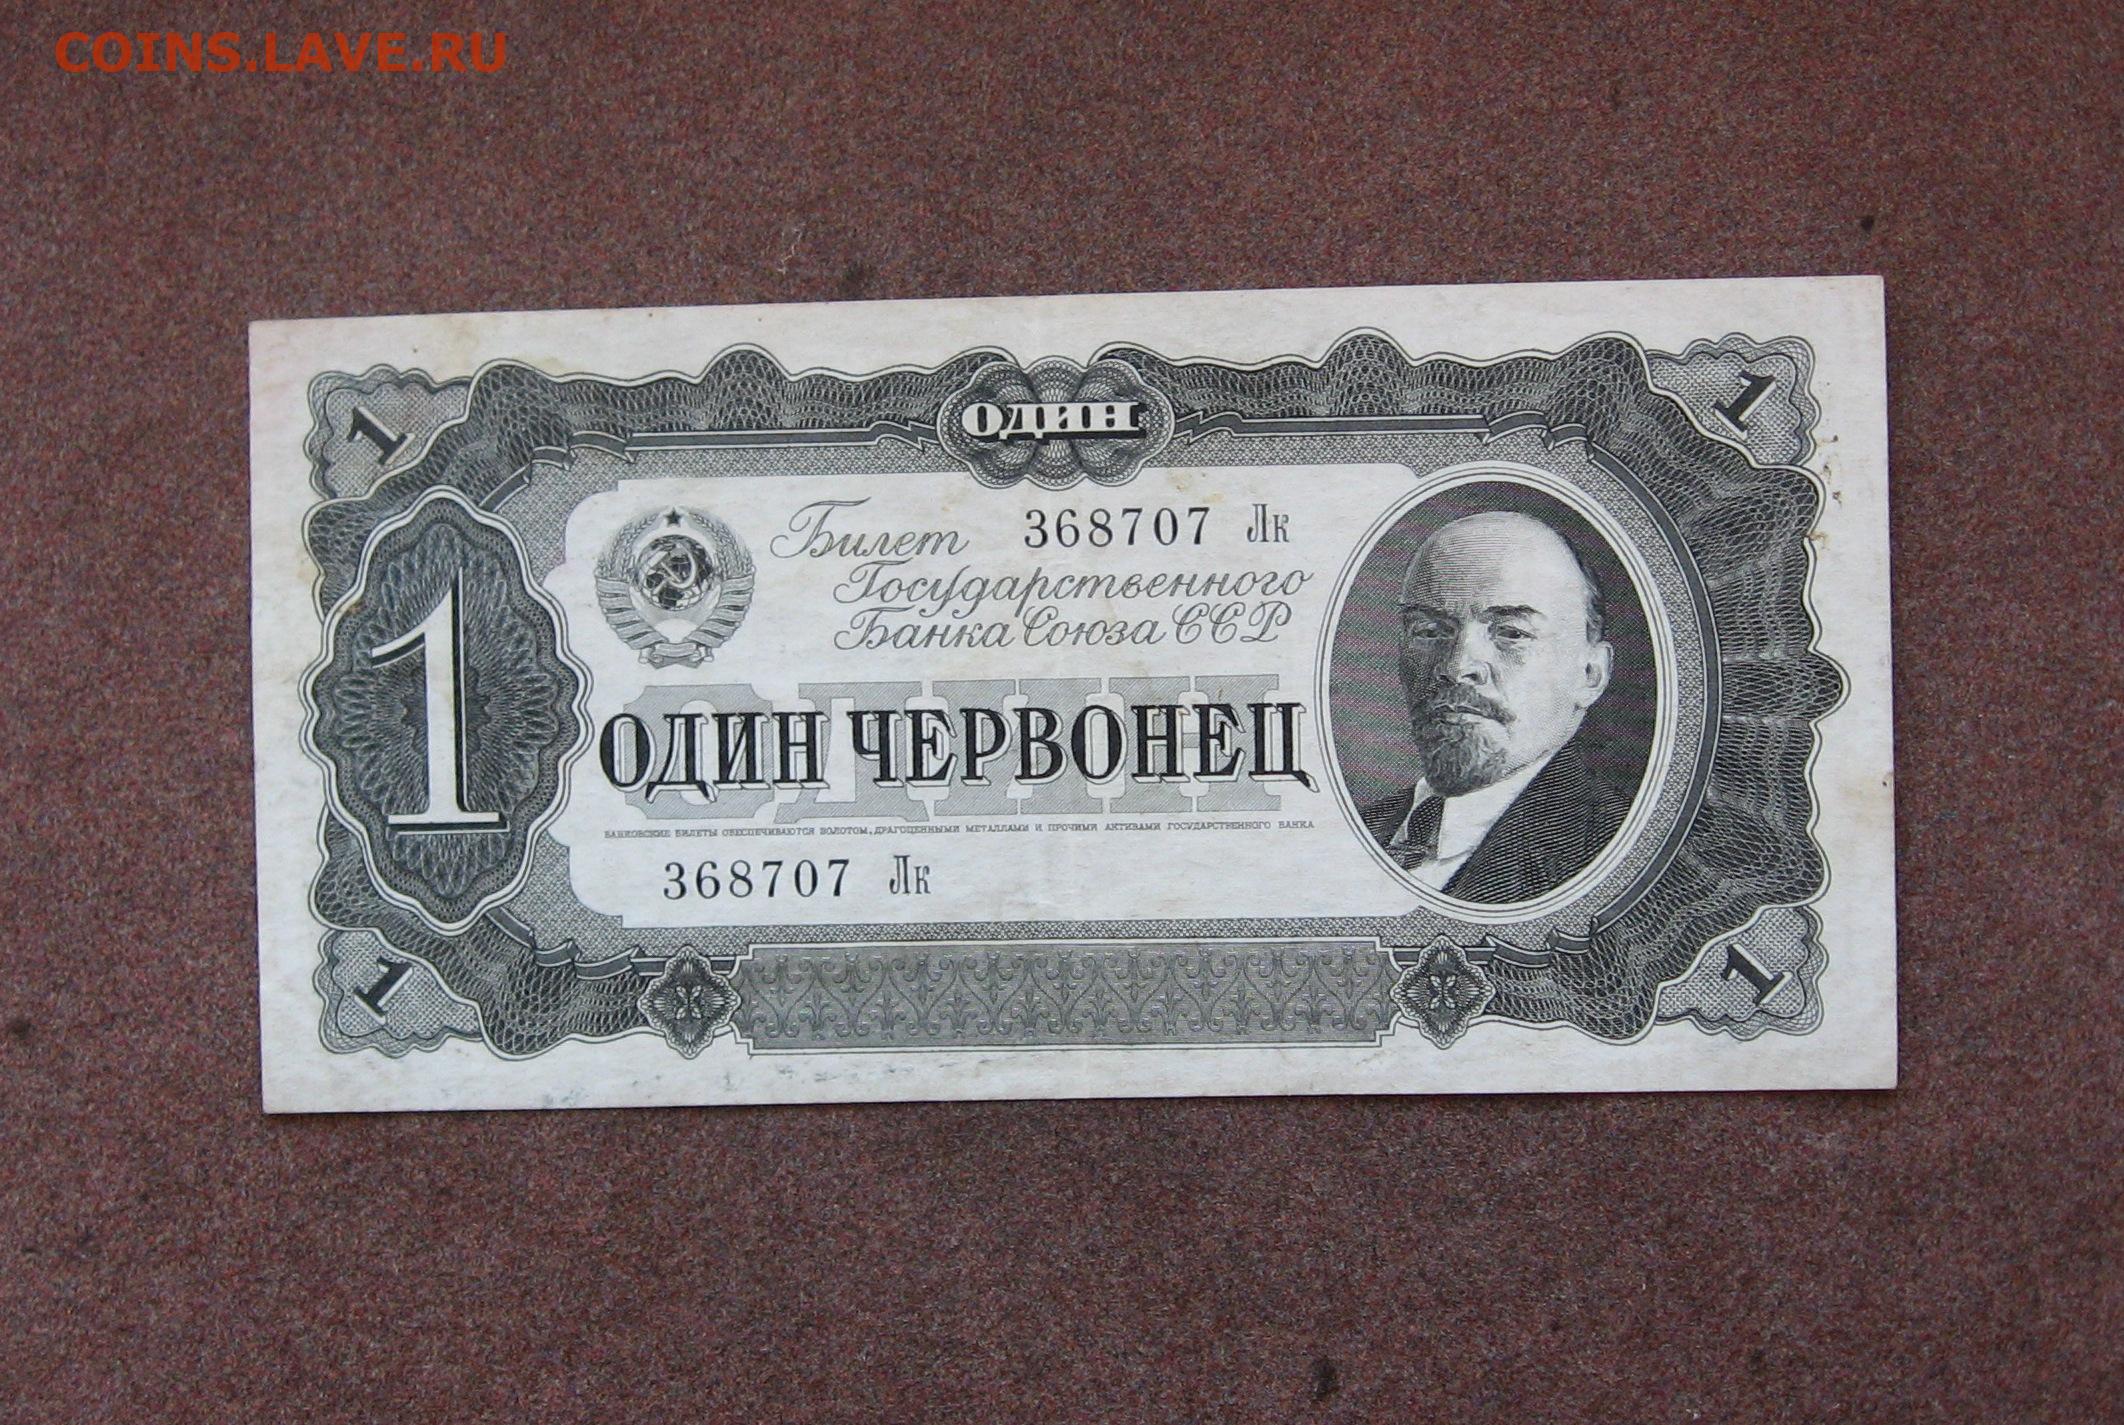 COINS.LAVE.RU
ОДИН
1
1
Билет 368707 Лк
Государственного
Банка Союза ССР
1
ОДИН
ОДИН ЧЕРВОНЕЦ
БАНКОВСКИЕ БИЛЕТЫ ОБЕСПЕЧИВАЮТСЯ ЗОЛОТОМ, ДРАГОЦЕННЫМИ МЕТАЛЛАМИ И ПРОЧИМИ АКТИВАМИ ГОСУДАРСТВЕННОГО БАНКА
368707 Лк
1
1